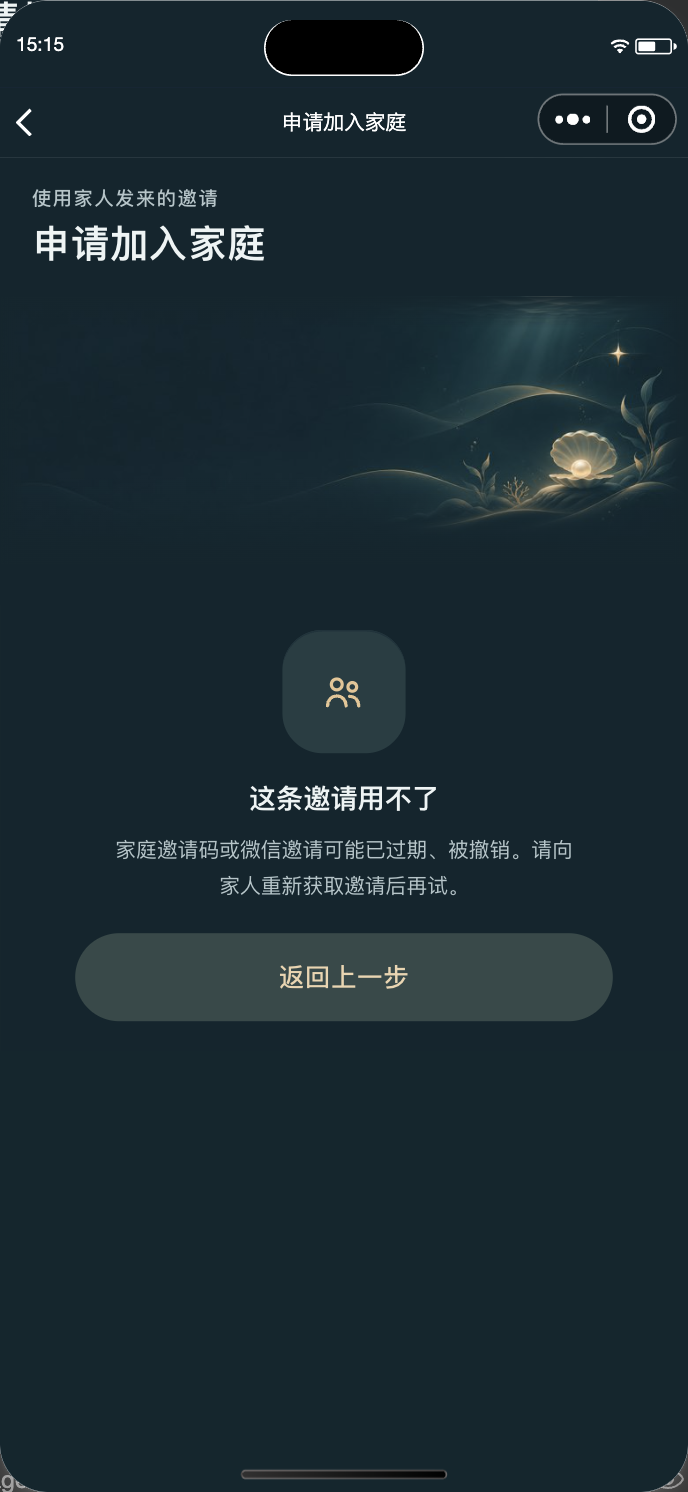 15:15
申请加入家庭
使用家人发来的邀请
申请加入家庭
这条邀请用不了
家庭邀请码或微信邀请可能已过期、被撤销。请向
家人重新获取邀请后再试。
返回上一步